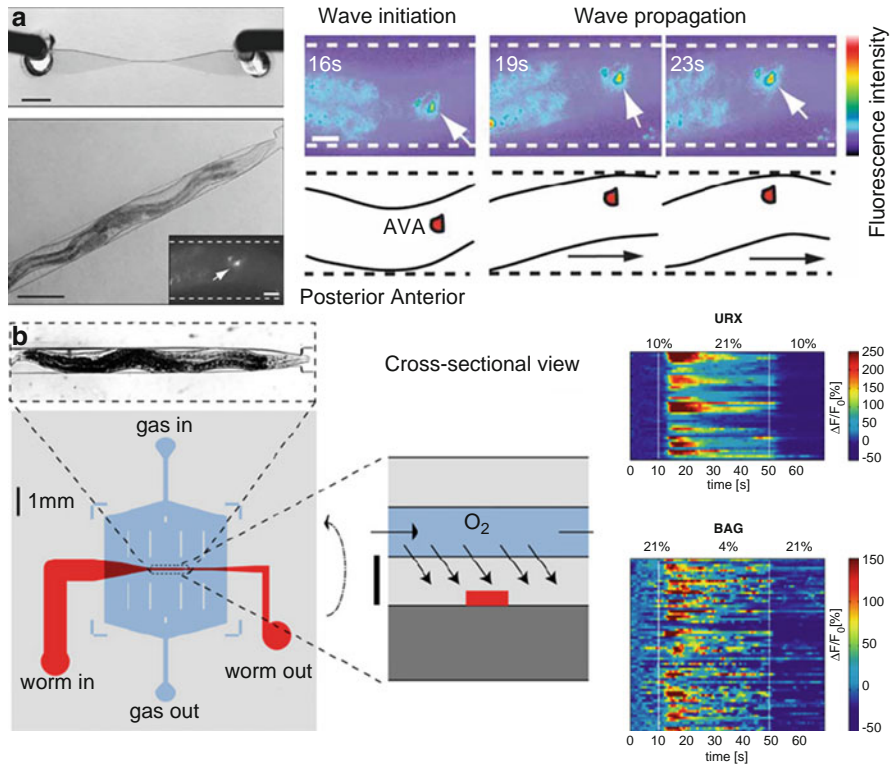 a
Wave initiation
Wave propagation
16s
19s
23s
Fluorescence intensity
AVA
Posterior Anterior
b
Cross-sectional view
gas in
1mm
worm in
worm out
gas out
O2
URX
10% 21% 10%
250
200
150
100
50
0
-50
ΔF/F0[%]
0 10 20 30 40 50 60
time [s]
BAG
21% 4% 21%
150
100
50
0
-50
ΔF/F0[%]
0 10 20 30 40 50 60
time [s]